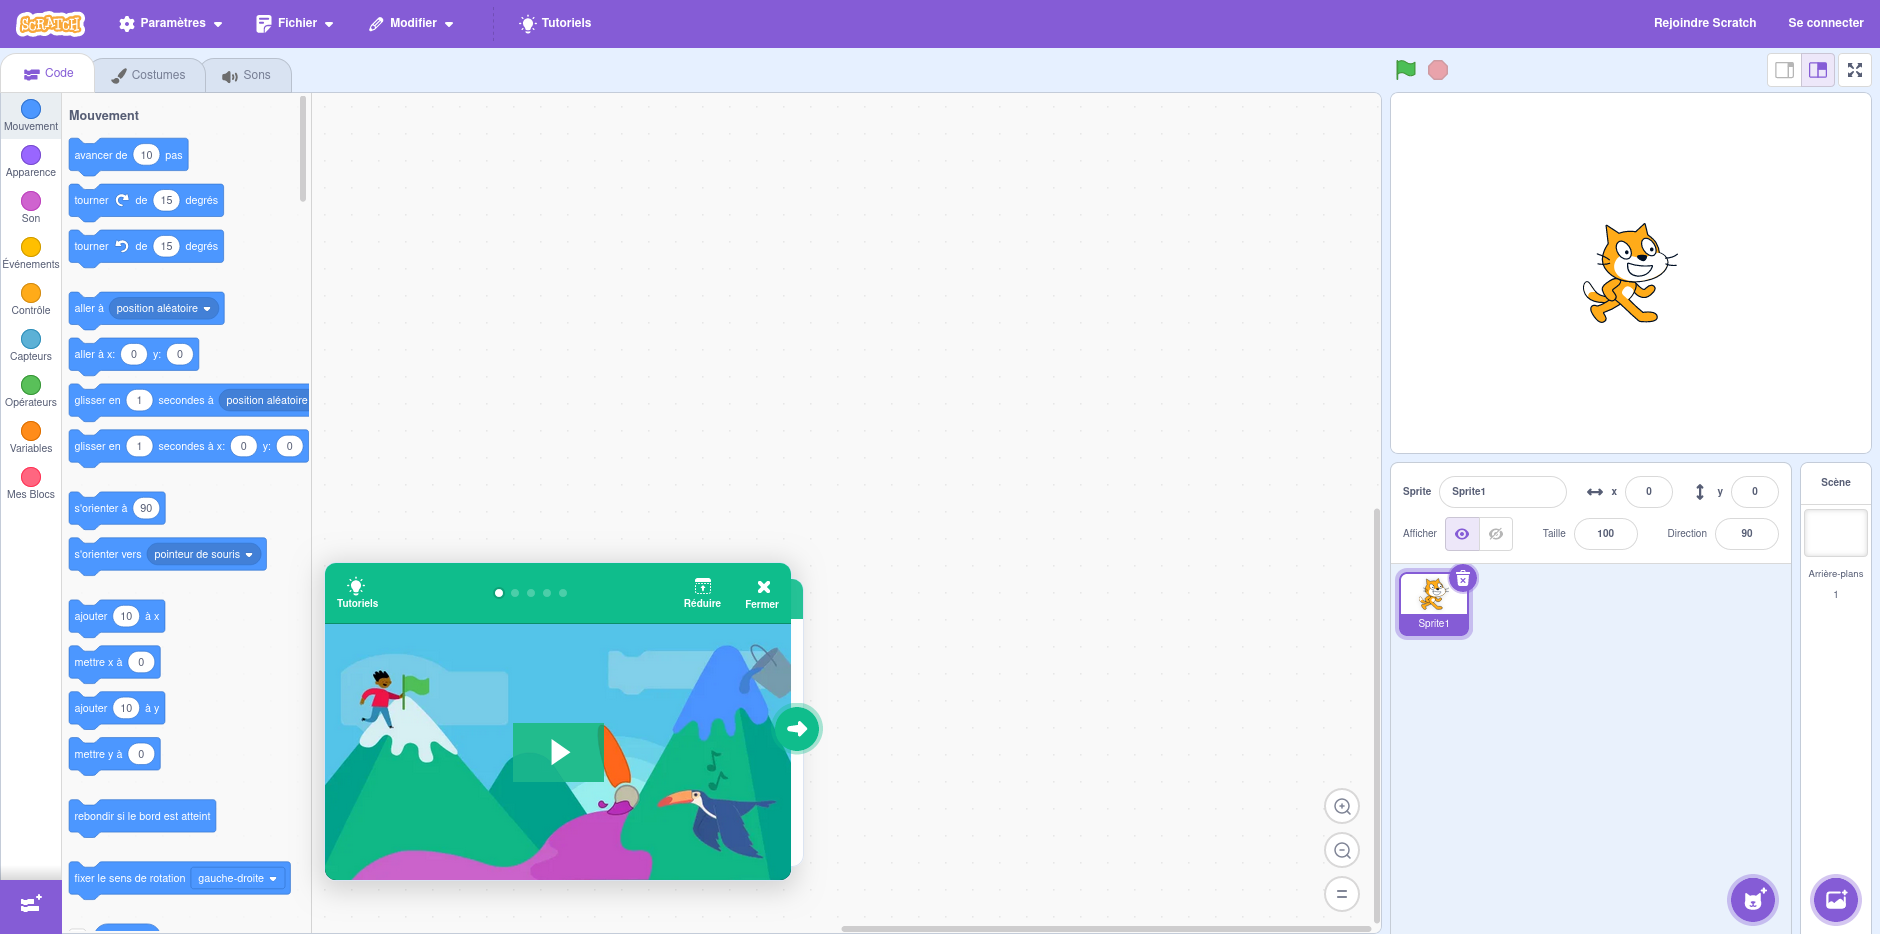 SCRATCH Paramètres Fichier Modifier Tutoriels Rejoindre Scratch Se connecter
Code Costumes Sons
Mouvement
Apparence
Son
Événements
Contrôle
Capteurs
Opérateurs
Variables
Mes Blocs
Mouvement
avancer de 10 pas
tourner de 15 degrés
tourner de 15 degrés
aller à position aléatoire
aller à x: 0 y: 0
glisser en 1 secondes à position aléatoire
glisser en 1 secondes à x: 0 y: 0
s'orienter à 90
s'orienter vers pointeur de souris
ajouter 10 à x
mettre x à 0
ajouter 10 à y
mettre y à 0
rebondir si le bord est atteint
fixer le sens de rotation gauche-droite
Tutoriels Réduire Fermer
Sprite Sprite1 x 0 y 0
Afficher Taille 100 Direction 90
Sprite1
Scène
Arrière-plans
1